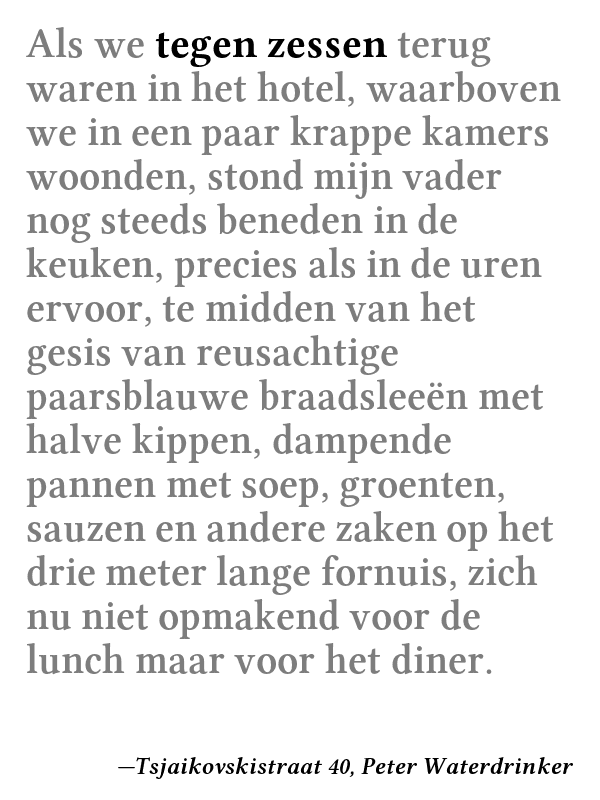 Als we tegen zessen terug
waren in het hotel, waarboven
we in een paar krappe kamers
woonden, stond mijn vader
nog steeds beneden in de
keuken, precies als in de uren
ervoor, te midden van het
gesis van reusachtige
paarsblauwe braadsleeën met
halve kippen, dampende
pannen met soep, groenten,
sauzen en andere zaken op het
drie meter lange fornuis, zich
nu niet opmakend voor de
lunch maar voor het diner.
—Tsjaikovskistraat 40, Peter Waterdrinker